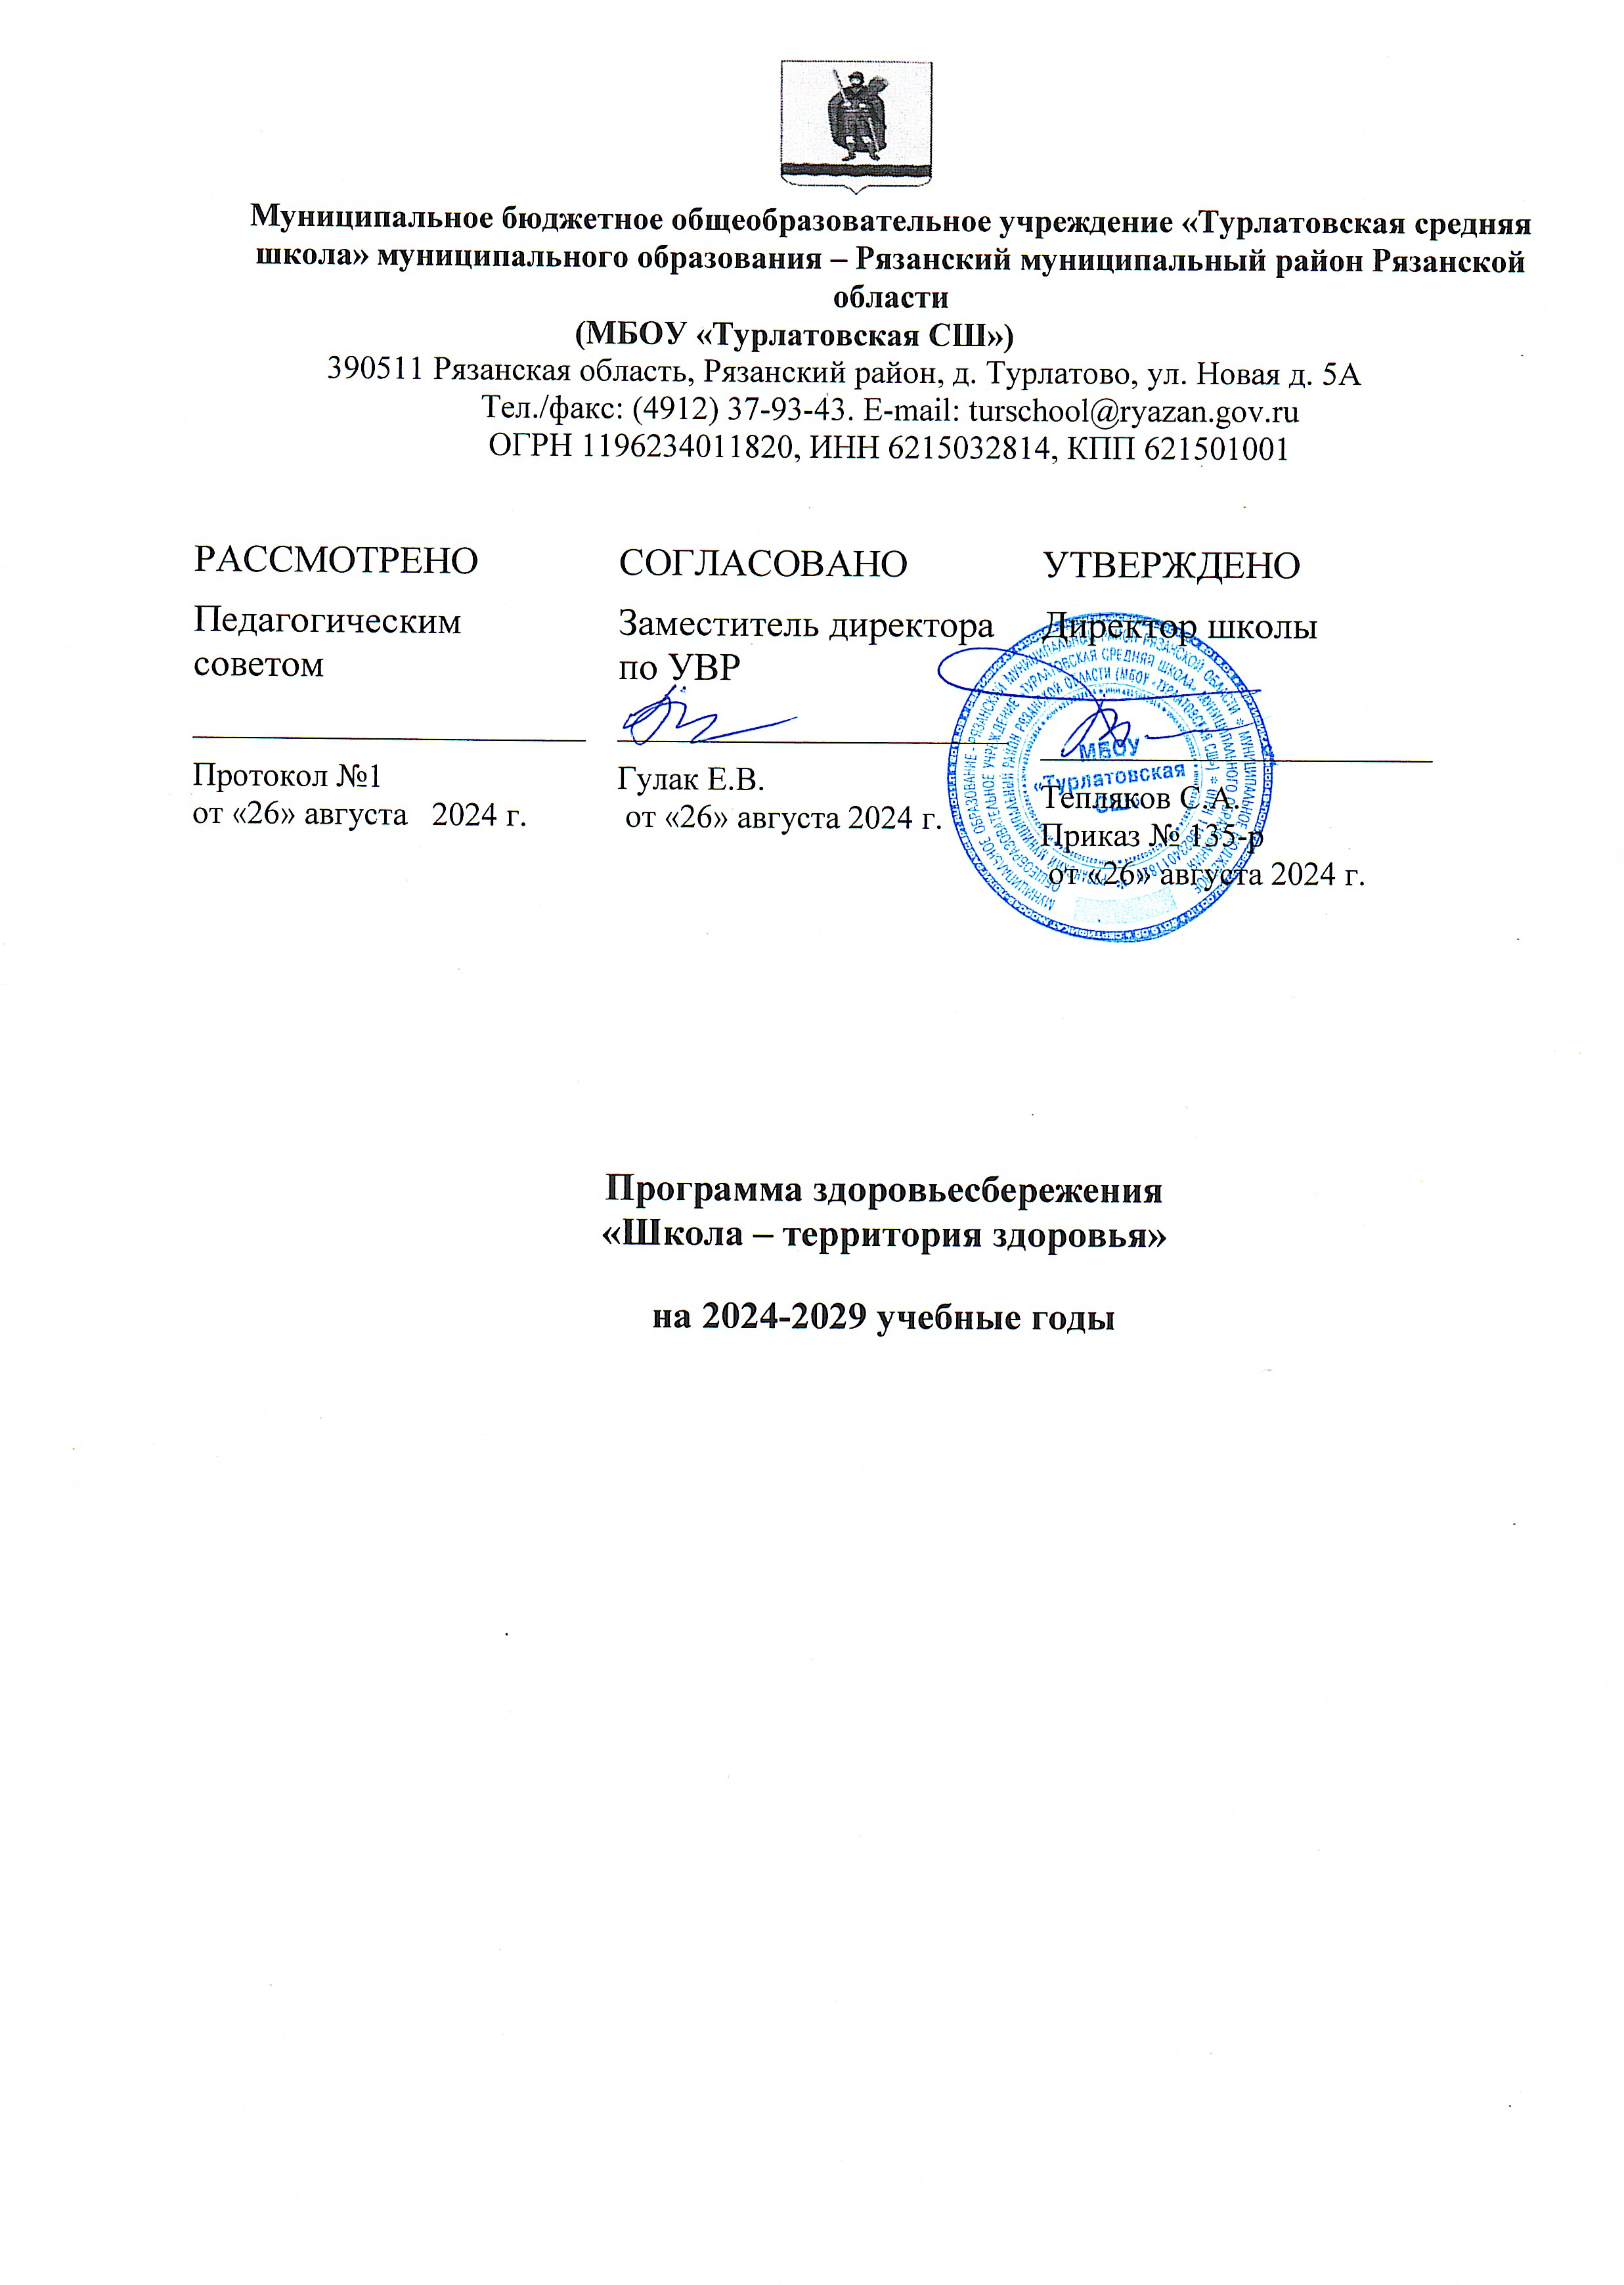 Муниципальное бюджетное общеобразовательное учреждение «Турлатовская средняя
школа» муниципального образования – Рязанский муниципальный район Рязанской
области
(МБОУ «Турлатовская СШ»)
390511 Рязанская область, Рязанский район, д. Турлатово, ул. Новая д. 5А
Тел./факс: (4912) 37-93-43. E-mail: turschool@ryazan.gov.ru
ОГРН 1196234011820, ИНН 6215032814, КПП 621501001
РАССМОТРЕНО
Педагогическим
советом
Протокол №1
от «26» августа 2024 г.
СОГЛАСОВАНО
Заместитель директора
по УВР
Гулак Е.В.
от «26» августа 2024 г.
УТВЕРЖДЕНО
Директор школы
Тепляков С.А.
Приказ № 135-р
от «26» августа 2024 г.
МБОУ
«Турлатовская
СШ»
Программа здоровьесбережения
«Школа – территория здоровья»
на 2024-2029 учебные годы